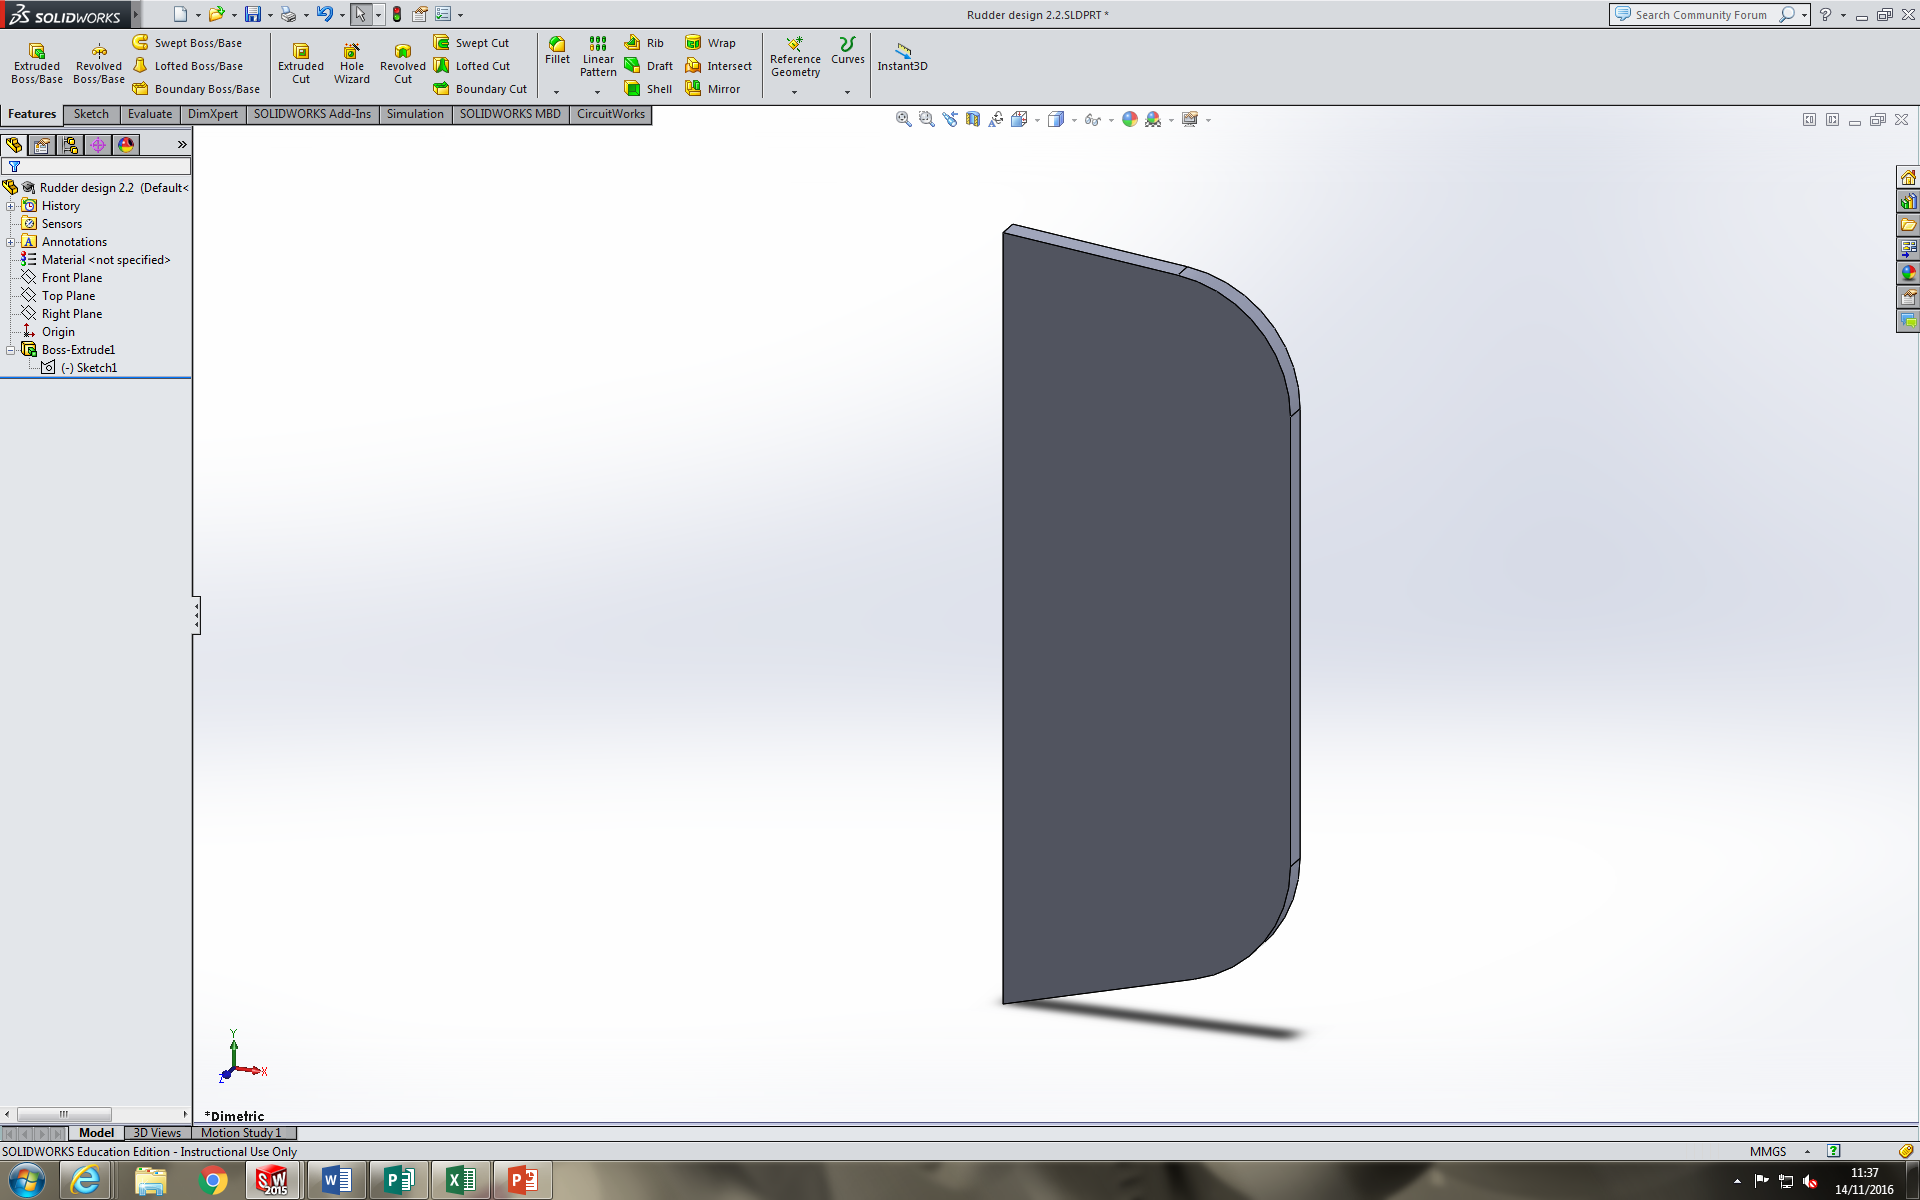 SOLIDWORKS
Rudder design 2.2.SLDPRT *
Search Community Forum
Extruded Boss/Base
Revolved Boss/Base
Swept Boss/Base
Lofted Boss/Base
Boundary Boss/Base
Extruded Cut
Hole Wizard
Revolved Cut
Swept Cut
Lofted Cut
Boundary Cut
Fillet
Linear Pattern
Rib
Draft
Shell
Wrap
Intersect
Mirror
Reference Geometry
Curves
Instant3D
Features
Sketch
Evaluate
DimXpert
SOLIDWORKS Add-Ins
Simulation
SOLIDWORKS MBD
CircuitWorks
Rudder design 2.2 (Default<
History
Sensors
Annotations
Material <not specified>
Front Plane
Top Plane
Right Plane
Origin
Boss-Extrude1
(-) Sketch1
Y
X
Z
*Dimetric
Model
3D Views
Motion Study 1
SOLIDWORKS Education Edition - Instructional Use Only
MMGS
SW 2015
11:37
14/11/2016